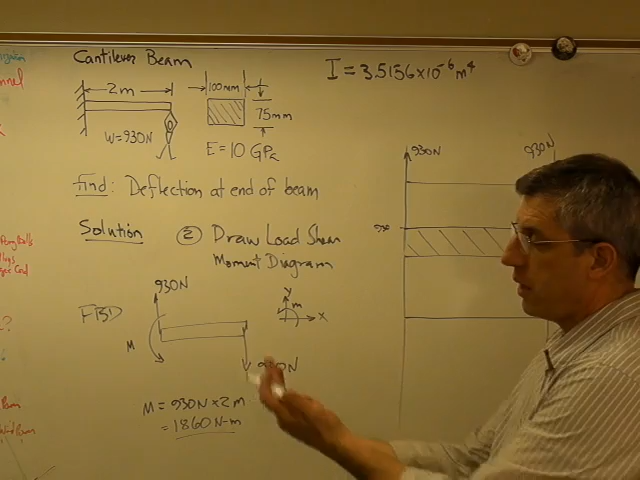 Cantilever Beam
I = 3.5156×10⁻⁶ m⁴
2m
100mm
75mm
W=930N
E = 10 GPa
find: Deflection at end of beam
Solution
② Draw Load Shear
Moment Diagram
FBD
930N
M
Y
m
X
930N
M = 930N × 2m
= 1860 N-m
930N
930N